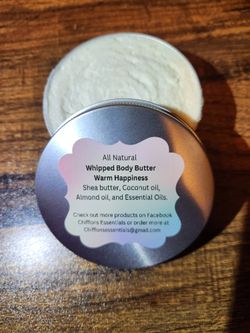 All Natural
Whipped Body Butter
Warm Happiness
Shea butter, Coconut oil,
Almond oil, and Essential Oils.
Check out more products on Facebook
Chiffons Essentials or order more at
Chiffonsessentials@gmail.com